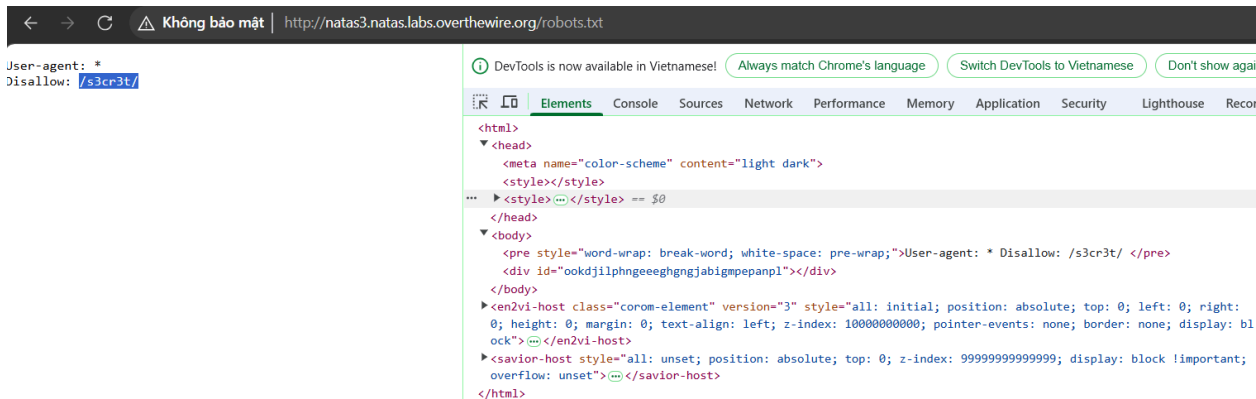 Không bảo mật http://natas3.natas.labs.overthewire.org/robots.txt
User-agent: *
Disallow: /s3cr3t/
DevTools is now available in Vietnamese! Always match Chrome's language Switch DevTools to Vietnamese Don't show agai
Elements Console Sources Network Performance Memory Application Security Lighthouse Recor
<html>
<head>
<meta name="color-scheme" content="light dark">
<style></style>
<style>…</style> == $0
</head>
<body>
<pre style="word-wrap: break-word; white-space: pre-wrap;">User-agent: * Disallow: /s3cr3t/ </pre>
<div id="ookdjilphngeeeghgngjabigmpepanpl"></div>
</body>
<en2vi-host class="corom-element" version="3" style="all: initial; position: absolute; top: 0; left: 0; right:
0; height: 0; margin: 0; text-align: left; z-index: 10000000000; pointer-events: none; border: none; display: bl
ock">…</en2vi-host>
<savior-host style="all: unset; position: absolute; top: 0; z-index: 99999999999999; display: block !important;
overflow: unset">…</savior-host>
</html>